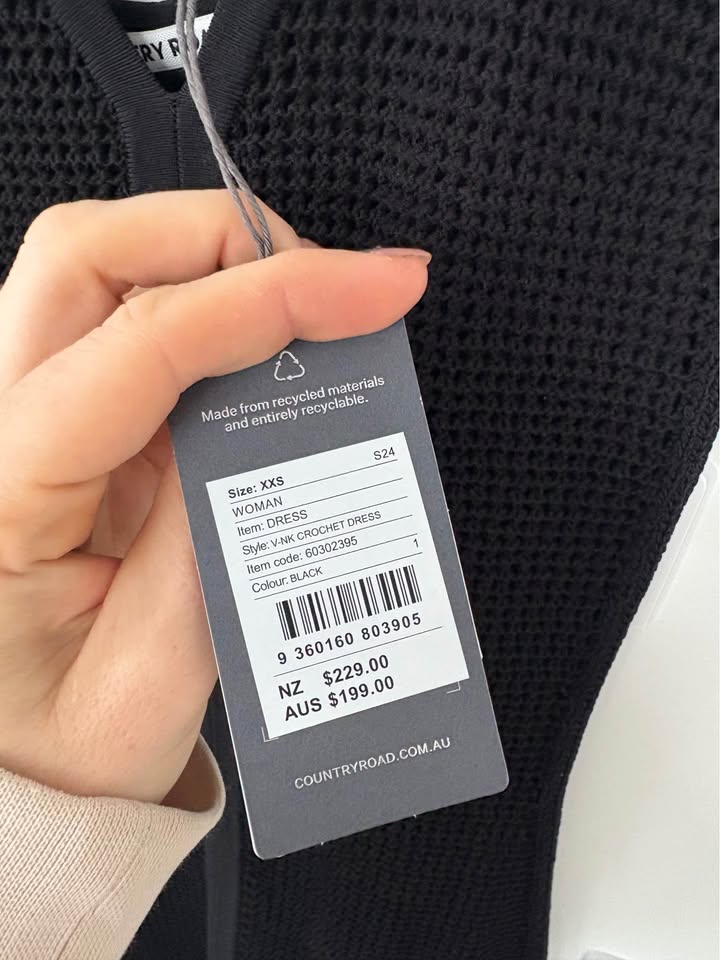 Made from recycled materials
and entirely recyclable.
Size: XXS S24
WOMAN
Item: DRESS
Style: V-NK CROCHET DRESS
Item code: 60302395
Colour: BLACK 1
9 360160 803905
NZ $229.00
AUS $199.00
COUNTRYROAD.COM.AU